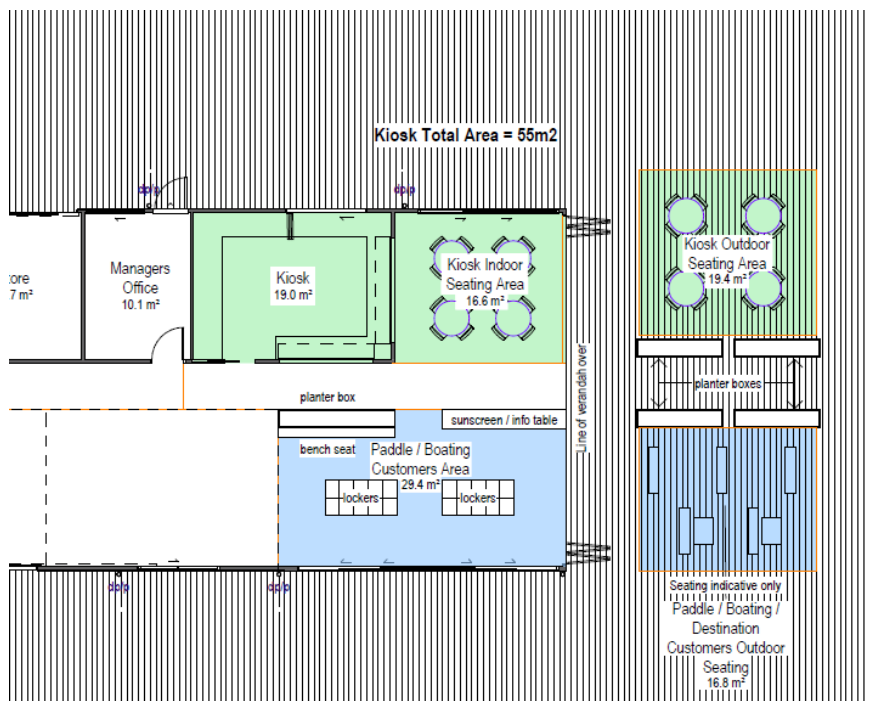 Kiosk Total Area = 55m2
dp/p
dp/p
ore
7 m²
Managers
Office
10.1 m²
Kiosk
19.0 m²
Kiosk Indoor
Seating Area
16.6 m²
Kiosk Outdoor
Seating Area
19.4 m²
Line of verandah over
planter boxes
planter box
sunscreen / info table
bench seat
Paddle / Boating
Customers Area
29.4 m²
lockers
lockers
dp/p
dp/p
Seating indicative only
Paddle / Boating /
Destination
Customers Outdoor
Seating
16.8 m²